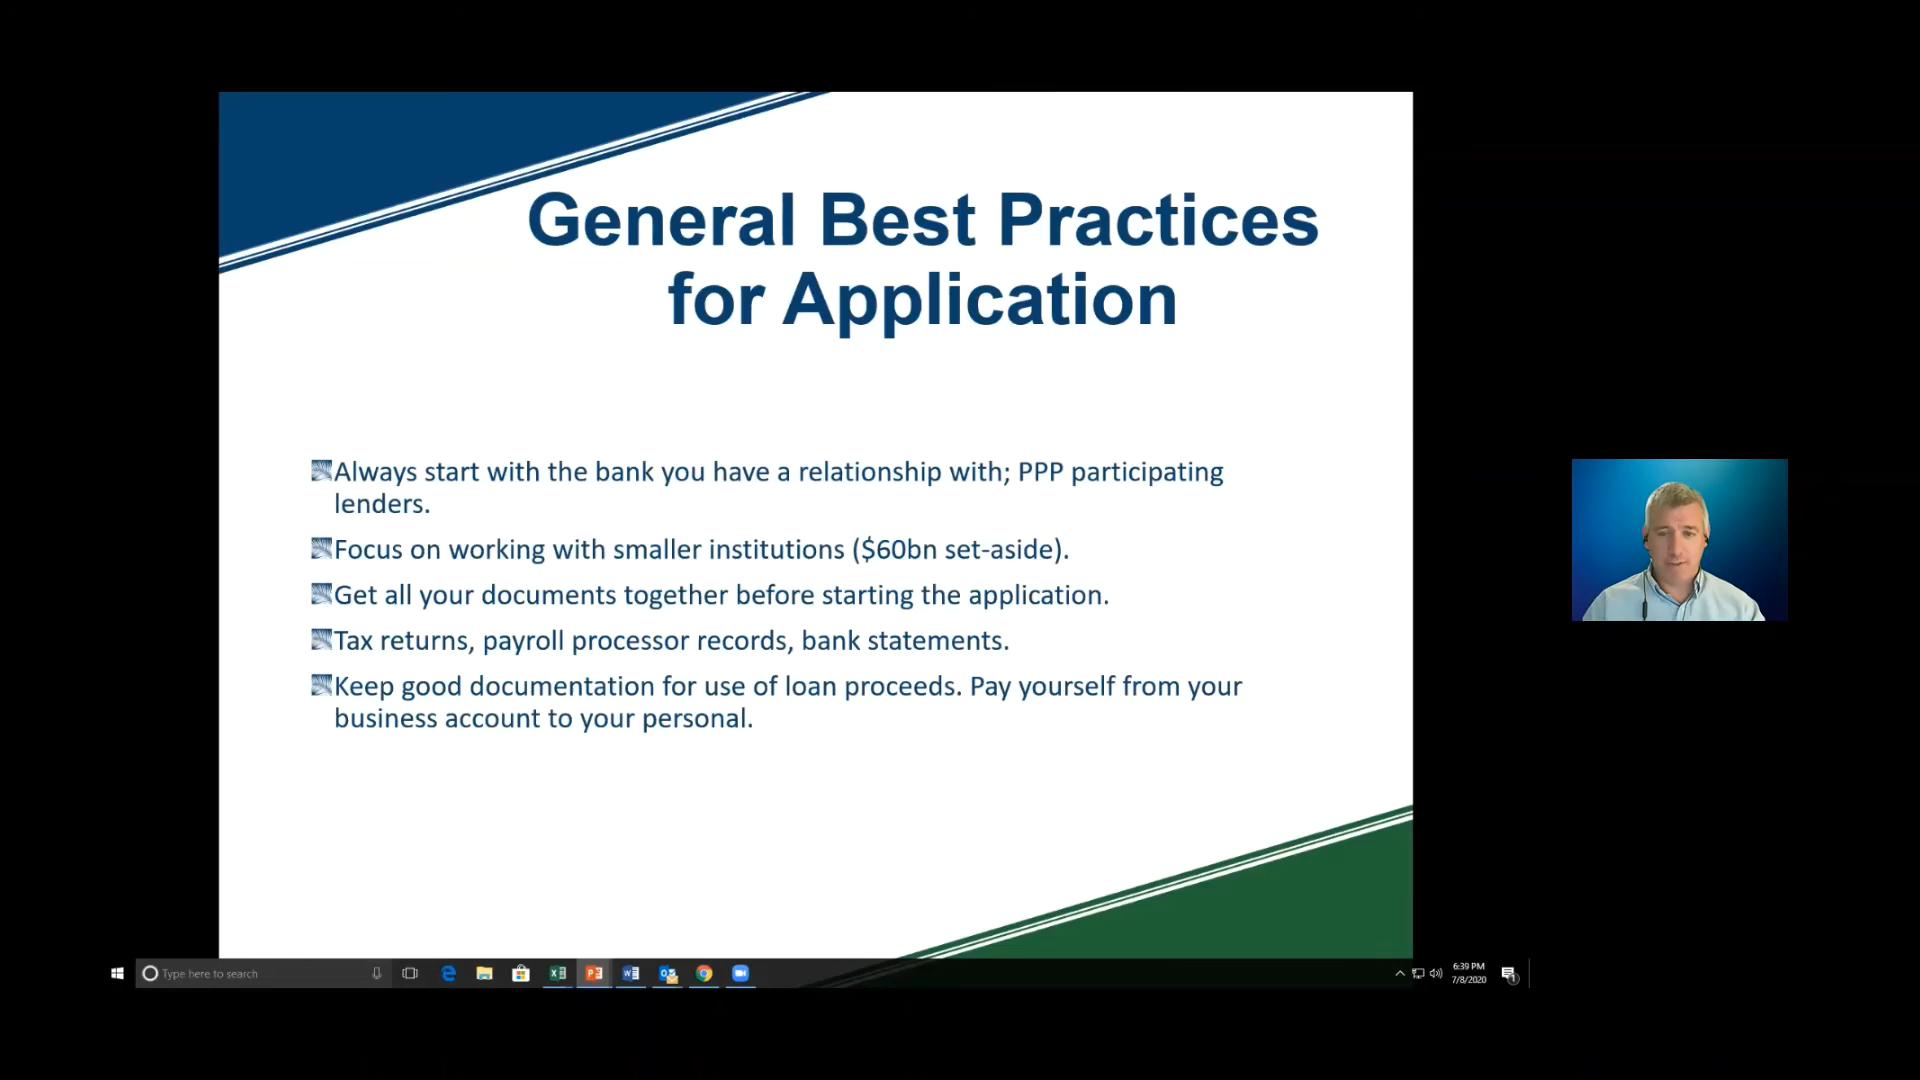 General Best Practices
for Application
Always start with the bank you have a relationship with; PPP participating
lenders.
Focus on working with smaller institutions ($60bn set-aside).
Get all your documents together before starting the application.
Tax returns, payroll processor records, bank statements.
Keep good documentation for use of loan proceeds. Pay yourself from your
business account to your personal.
Type here to search
6:39 PM
7/8/2020